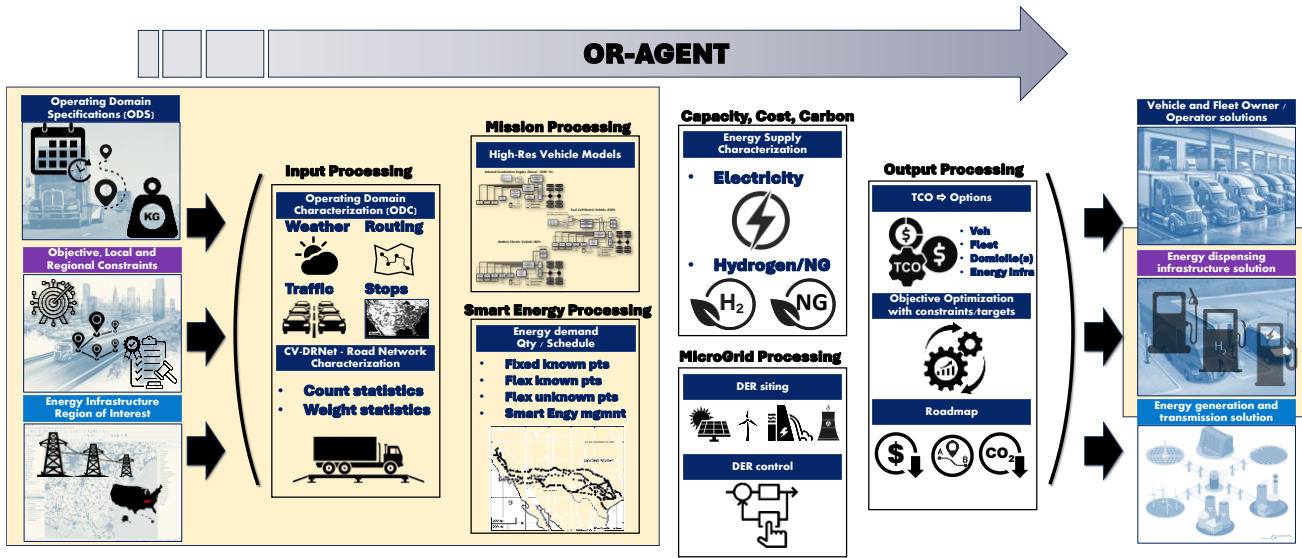 OR-AGENT
Operating Domain
Specifications (ODS)
KG
Objective, Local and
Regional Constraints
Energy Infrastructure
Region of Interest
Input Processing
Operating Domain
Characterization (ODC)
Weather Routing
Traffic Stops
CV-DRNet - Road Network
Characterization
• Count statistics
• Weight statistics
Mission Processing
High-Res Vehicle Models
Smart Energy Processing
Energy demand
Qty / Schedule
• Fixed known pts
• Flex known pts
• Flex unknown pts
• Smart Engy mgmnt
Capacity, Cost, Carbon
Energy Supply
Characterization
• Electricity
• Hydrogen/NG
H2
NG
MicroGrid Processing
DER siting
DER control
Output Processing
TCO ⇨ Options
$
$
TCO
• Veh
• Fleet
• Domicile(s)
• Energy Infra
Objective Optimization
with constraints/targets
Roadmap
$
A
B
CO2
Vehicle and Fleet Owner /
Operator solutions
Energy dispensing
infrastructure solution
H2
Energy generation and
transmission solution